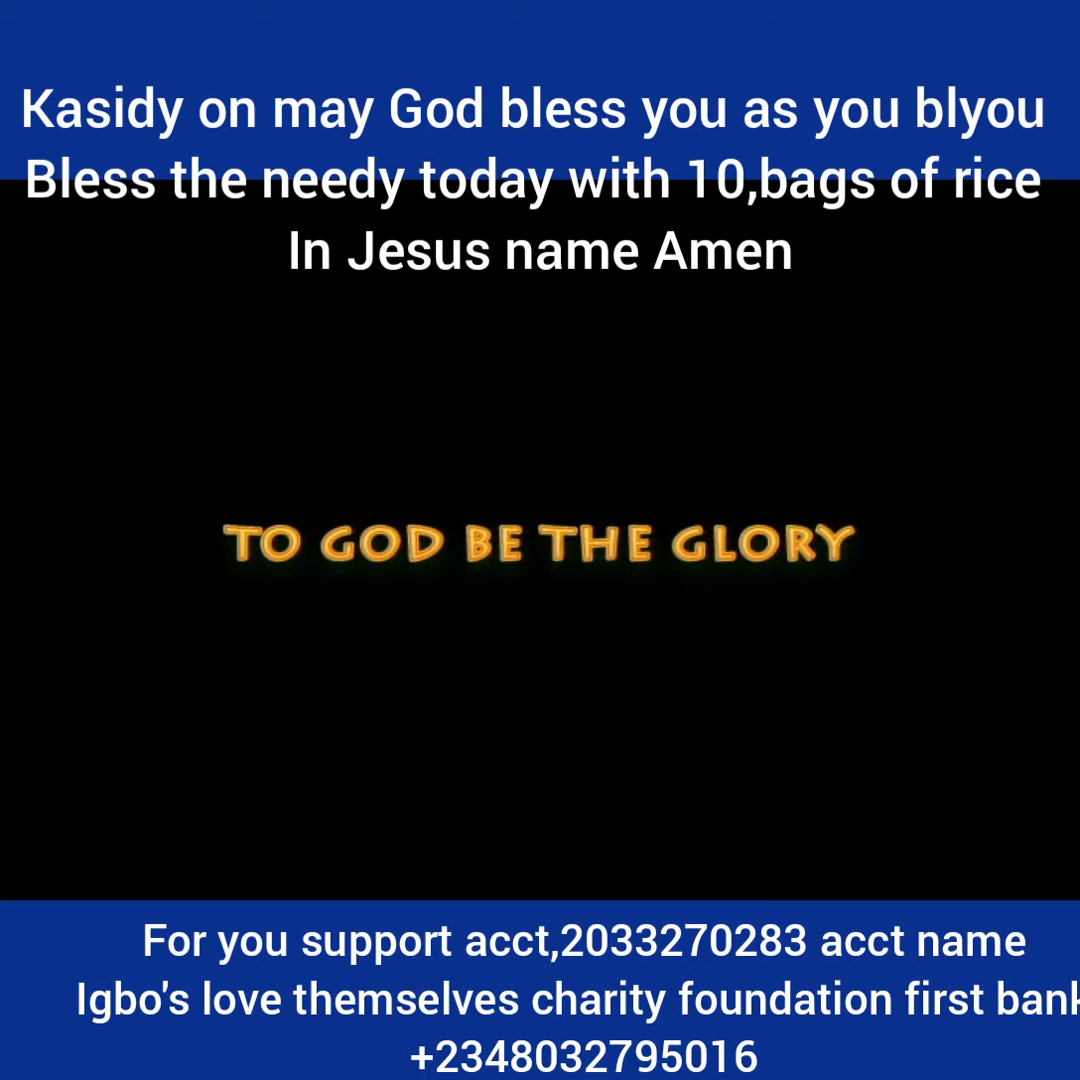 Kasidy on may God bless you as you blyou
Bless the needy today with 10,bags of rice
In Jesus name Amen
TO GOD BE THE GLORY
For you support acct,2033270283 acct name
Igbo's love themselves charity foundation first bank
+2348032795016